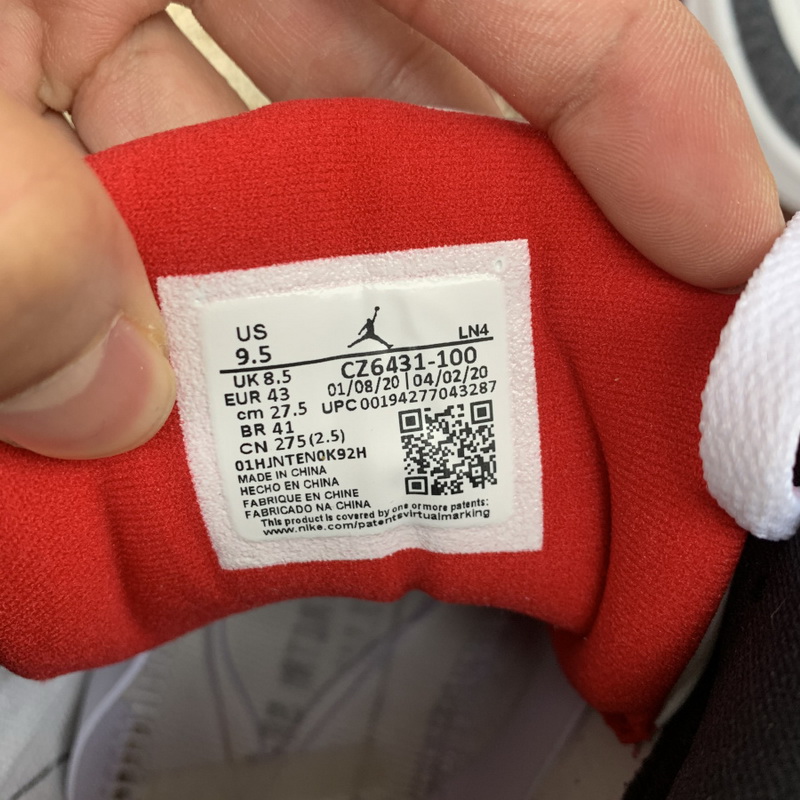 US
9.5
LN4
UK 8.5
CZ6431-100
EUR 43
01/08/20 | 04/02/20
cm 27.5
UPC 00194277043287
BR 41
CN 275 (2.5)
01HJNTEN0K92H
MADE IN CHINA
HECHO EN CHINA
FABRIQUE EN CHINE
FABRICADO NA CHINA
This product is covered by one or more patents:
www.nike.com/patentsvirtualmarking